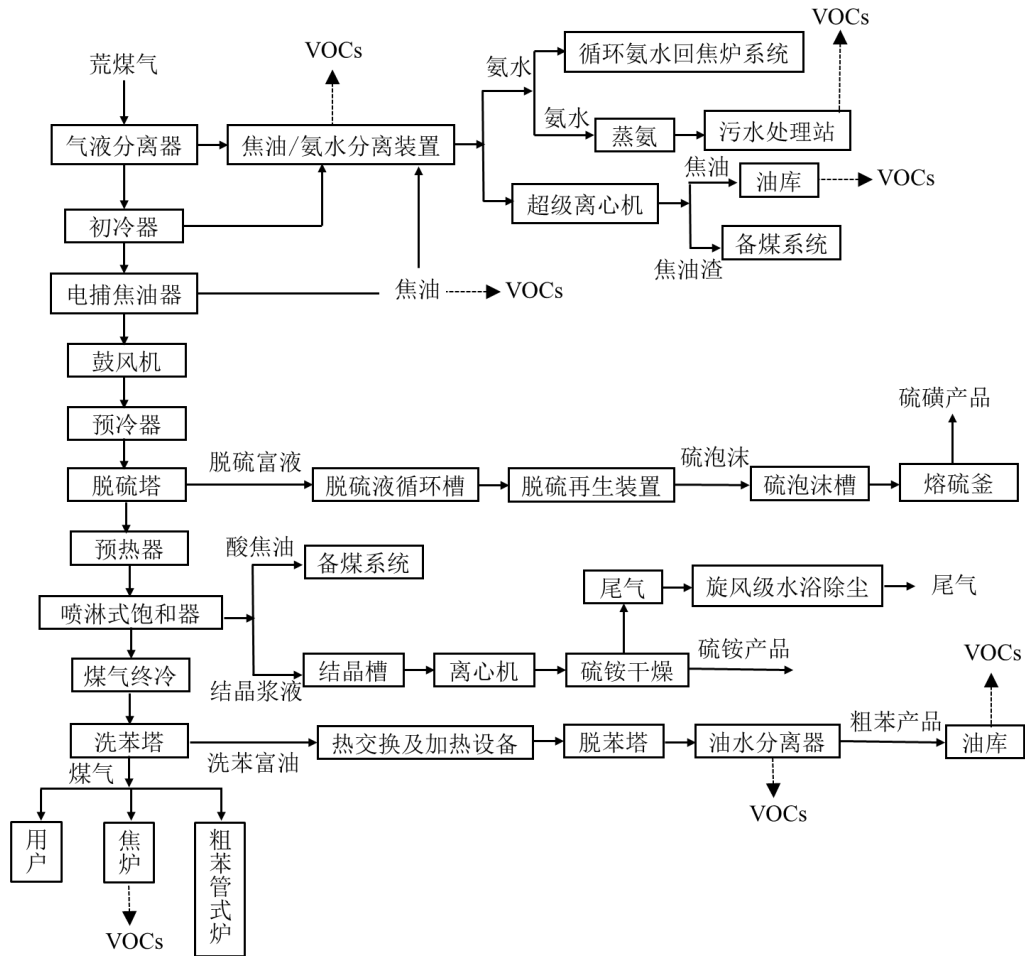 VOCs
VOCs
荒煤气
氨水
循环氨水回焦炉系统
气液分离器
焦油/氨水分离装置
氨水
蒸氨
污水处理站
焦油
油库
VOCs
超级离心机
初冷器
备煤系统
焦油渣
电捕焦油器
焦油
VOCs
鼓风机
预冷器
硫磺产品
脱硫塔
脱硫富液
脱硫液循环槽
脱硫再生装置
硫泡沫
硫泡沫槽
熔硫釜
预热器
酸焦油
备煤系统
喷淋式饱和器
尾气
旋风级水浴除尘
尾气
煤气终冷
结晶浆液
结晶槽
离心机
硫铵干燥
硫铵产品
VOCs
洗苯塔
洗苯富油
热交换及加热设备
脱苯塔
油水分离器
粗苯产品
油库
煤气
VOCs
用户
焦炉
粗苯管式炉
VOCs